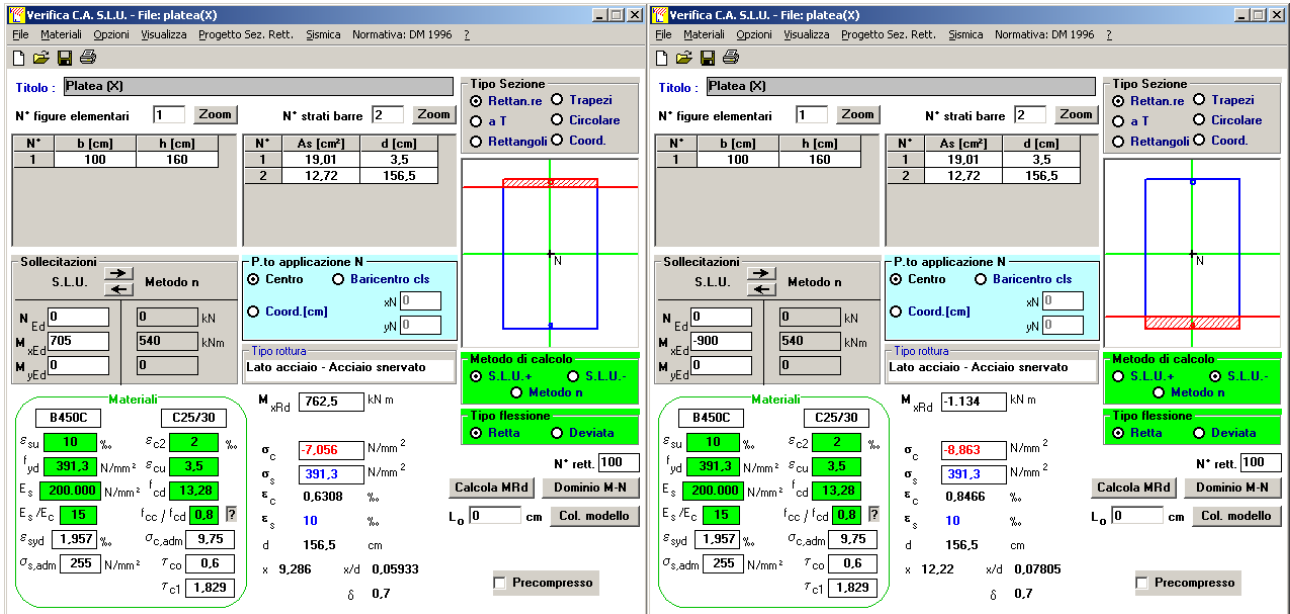 Verifica C.A. S.L.U. - File: platea(X)
File Materiali Opzioni Visualizza Progetto Sez. Rett. Sismica Normativa: DM 1996 ?
Titolo : Platea (X)
N° figure elementari 1 Zoom
N° strati barre 2 Zoom
N° b [cm] h [cm]
1 100 160
N° As [cm²] d [cm]
1 19,01 3,5
2 12,72 156,5
Tipo Sezione
Rettan.re Trapezi
a T Circolare
Rettangoli Coord.
N
Sollecitazioni
S.L.U. Metodo n
N Ed 0 0 kN
M xEd 705 540 kNm
M yEd 0 0
P.to applicazione N
Centro Baricentro cls
Coord.[cm] xN 0
yN 0
Tipo rottura
Lato acciaio - Acciaio snervato
Metodo di calcolo
S.L.U.+ S.L.U.-
Metodo n
Tipo flessione
Retta Deviata
Materiali
B450C C25/30
εsu 10 ‰ εc2 2 ‰
fyd 391,3 N/mm² εcu 3,5
Es 200.000 N/mm² fcd 13,28
Es/Ec 15 fcc / fcd 0,8 ?
εsyd 1,957 ‰ σc,adm 9,75
σs,adm 255 N/mm² τco 0,6
τc1 1,829
M xRd 762,5 kN m
σc -7,056 N/mm²
σs 391,3 N/mm²
εc 0,6308 ‰
εs 10 ‰
d 156,5 cm
x 9,286 x/d 0,05933
δ 0,7
N° rett. 100
Calcola MRd Dominio M-N
Lo 0 cm Col. modello
Precompresso
Verifica C.A. S.L.U. - File: platea(X)
File Materiali Opzioni Visualizza Progetto Sez. Rett. Sismica Normativa: DM 1996 ?
Titolo : Platea (X)
N° figure elementari 1 Zoom
N° strati barre 2 Zoom
N° b [cm] h [cm]
1 100 160
N° As [cm²] d [cm]
1 19,01 3,5
2 12,72 156,5
Tipo Sezione
Rettan.re Trapezi
a T Circolare
Rettangoli Coord.
N
Sollecitazioni
S.L.U. Metodo n
N Ed 0 0 kN
M xEd -900 540 kNm
M yEd 0 0
P.to applicazione N
Centro Baricentro cls
Coord.[cm] xN 0
yN 0
Tipo rottura
Lato acciaio - Acciaio snervato
Metodo di calcolo
S.L.U.+ S.L.U.-
Metodo n
Tipo flessione
Retta Deviata
Materiali
B450C C25/30
εsu 10 ‰ εc2 2 ‰
fyd 391,3 N/mm² εcu 3,5
Es 200.000 N/mm² fcd 13,28
Es/Ec 15 fcc / fcd 0,8 ?
εsyd 1,957 ‰ σc,adm 9,75
σs,adm 255 N/mm² τco 0,6
τc1 1,829
M xRd -1.134 kN m
σc -8,863 N/mm²
σs 391,3 N/mm²
εc 0,8466 ‰
εs 10 ‰
d 156,5 cm
x 12,22 x/d 0,07805
δ 0,7
N° rett. 100
Calcola MRd Dominio M-N
Lo 0 cm Col. modello
Precompresso